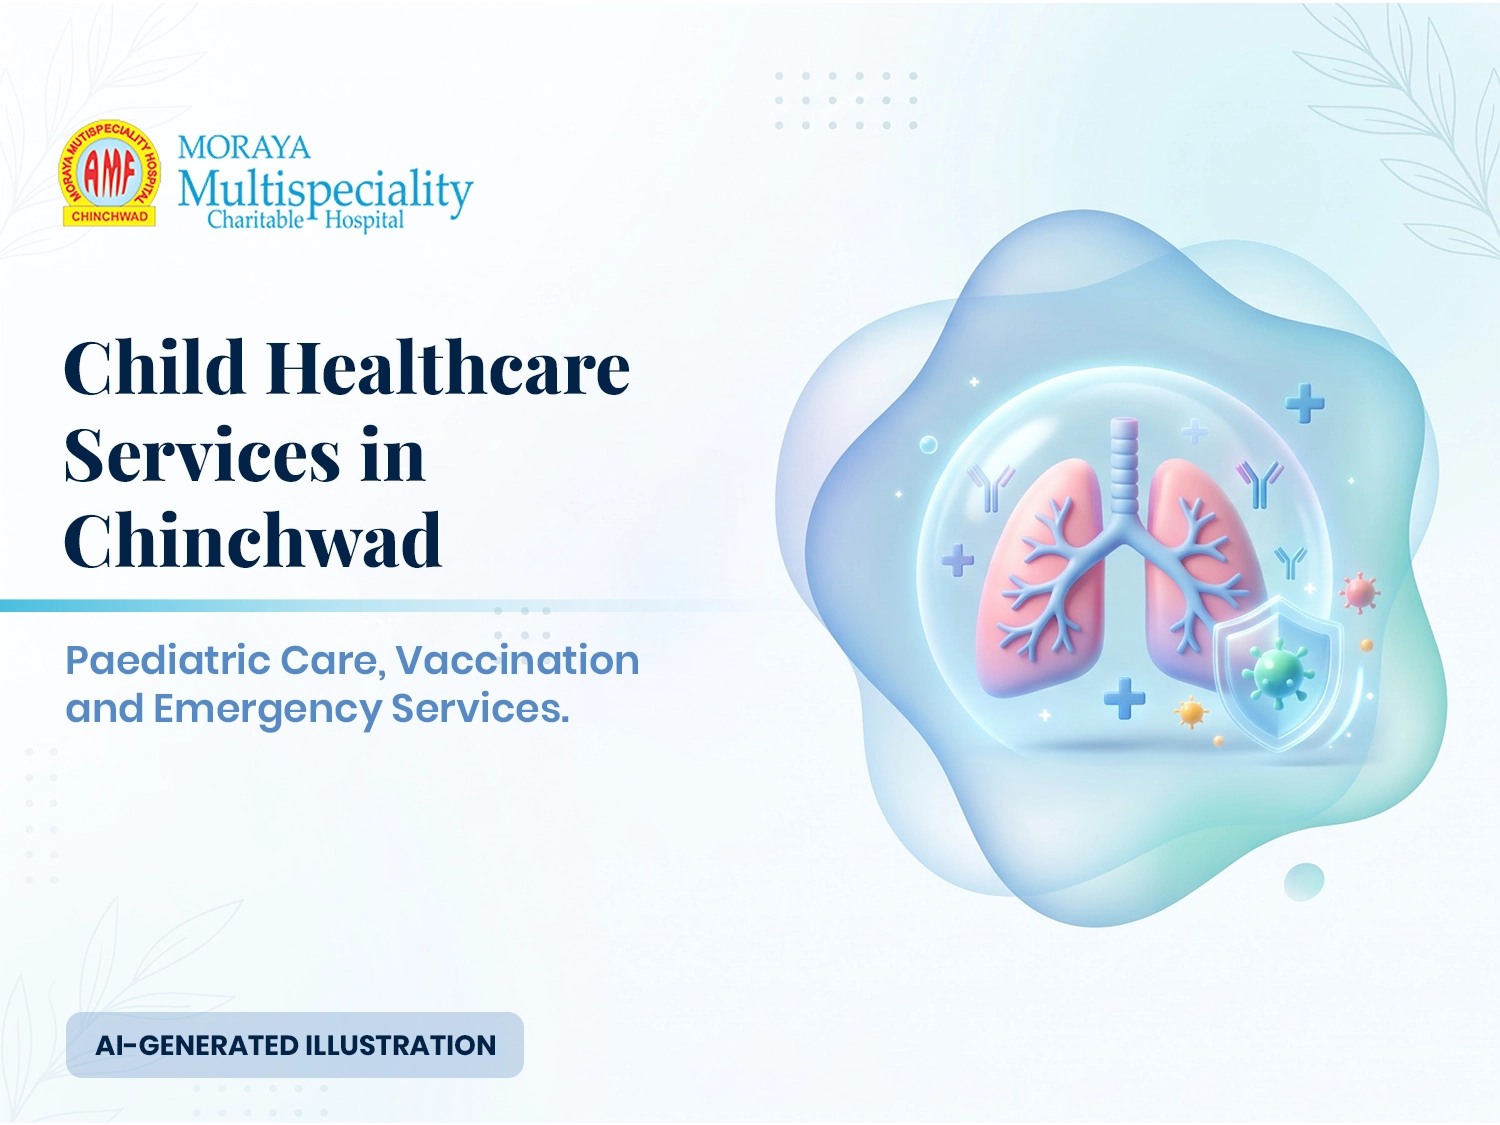 MORAYA MUTISPECIALITY HOSPITAL
AMF
CHINCHWAD
MORAYA
Multispeciality
Charitable Hospital
Child Healthcare
Services in
Chinchwad
Paediatric Care, Vaccination
and Emergency Services.
AI-GENERATED ILLUSTRATION